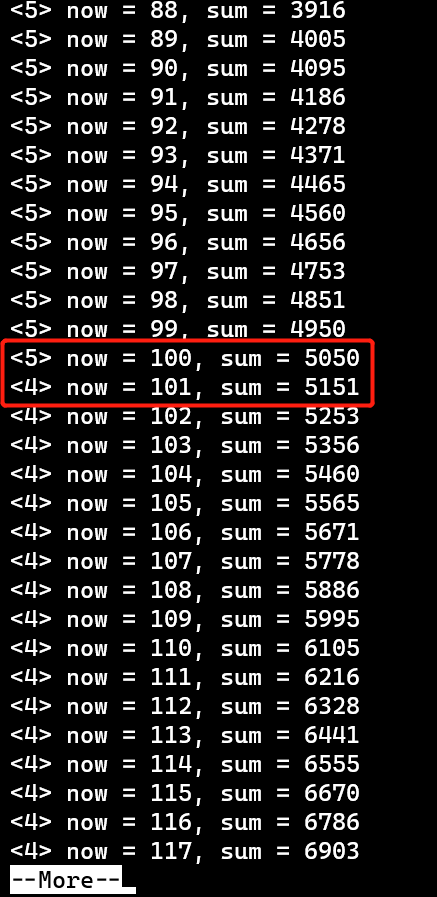 <5> now = 88, sum = 3916
<5> now = 89, sum = 4005
<5> now = 90, sum = 4095
<5> now = 91, sum = 4186
<5> now = 92, sum = 4278
<5> now = 93, sum = 4371
<5> now = 94, sum = 4465
<5> now = 95, sum = 4560
<5> now = 96, sum = 4656
<5> now = 97, sum = 4753
<5> now = 98, sum = 4851
<5> now = 99, sum = 4950
<5> now = 100, sum = 5050
<4> now = 101, sum = 5151
<4> now = 102, sum = 5253
<4> now = 103, sum = 5356
<4> now = 104, sum = 5460
<4> now = 105, sum = 5565
<4> now = 106, sum = 5671
<4> now = 107, sum = 5778
<4> now = 108, sum = 5886
<4> now = 109, sum = 5995
<4> now = 110, sum = 6105
<4> now = 111, sum = 6216
<4> now = 112, sum = 6328
<4> now = 113, sum = 6441
<4> now = 114, sum = 6555
<4> now = 115, sum = 6670
<4> now = 116, sum = 6786
<4> now = 117, sum = 6903
--More--